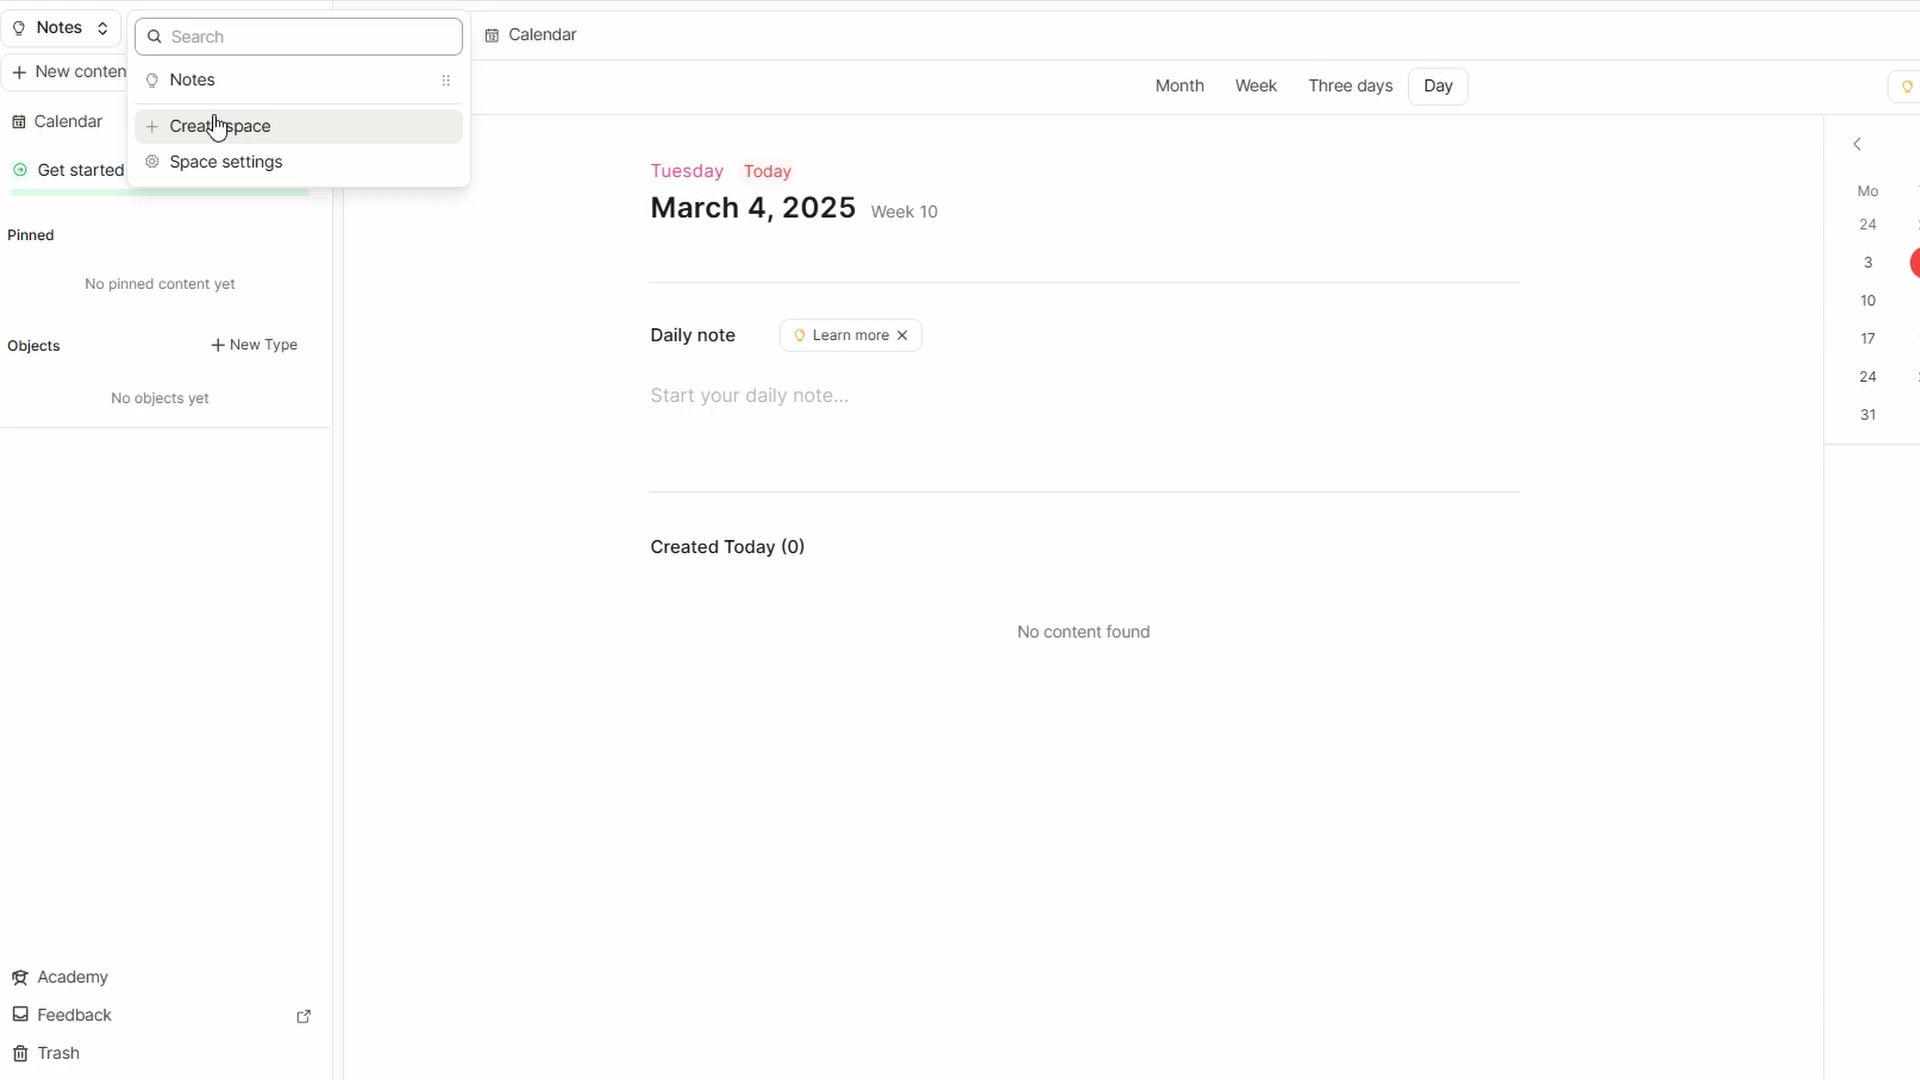 Notes
Search
Notes
Create space
Space settings
New conten
Calendar
Get started
Pinned
No pinned content yet
Objects
New Type
No objects yet
Academy
Feedback
Trash
Calendar
Month Week Three days Day
Tuesday Today
March 4, 2025 Week 10
Daily note
Learn more
Start your daily note...
Created Today (0)
No content found
Mo
24
3
10
17
24
31